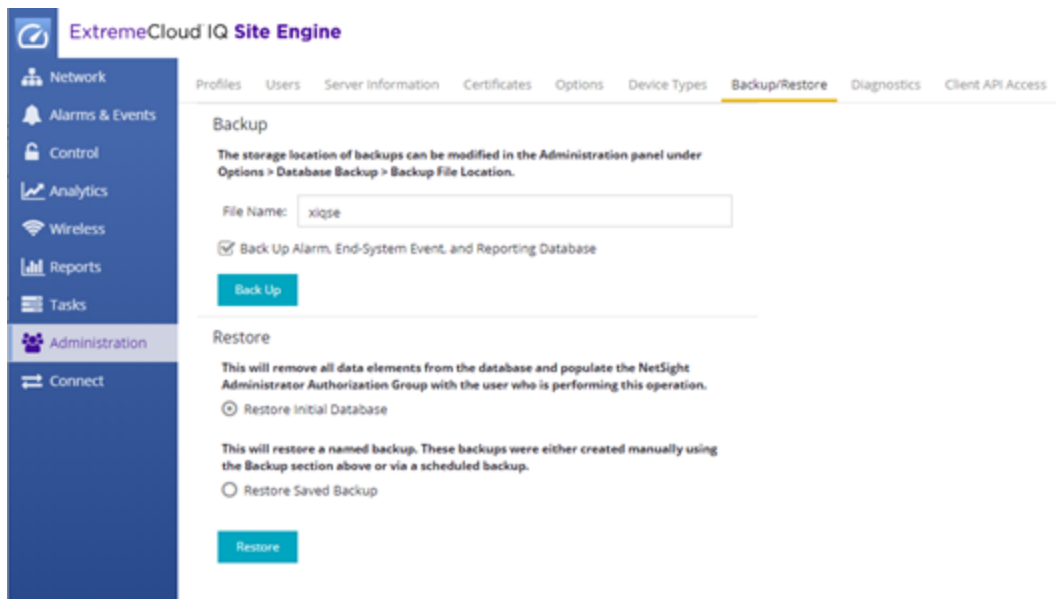 ExtremeCloud IQ Site Engine
Network
Alarms & Events
Control
Analytics
Wireless
Reports
Tasks
Administration
Connect
Profiles Users Server Information Certificates Options Device Types Backup/Restore Diagnostics Client API Access
Backup
The storage location of backups can be modified in the Administration panel under
Options > Database Backup > Backup File Location.
File Name: xiqse
Back Up Alarm, End-System Event, and Reporting Database
Back Up
Restore
This will remove all data elements from the database and populate the NetSight
Administrator Authorization Group with the user who is performing this operation.
Restore Initial Database
This will restore a named backup. These backups were either created manually using
the Backup section above or via a scheduled backup.
Restore Saved Backup
Restore